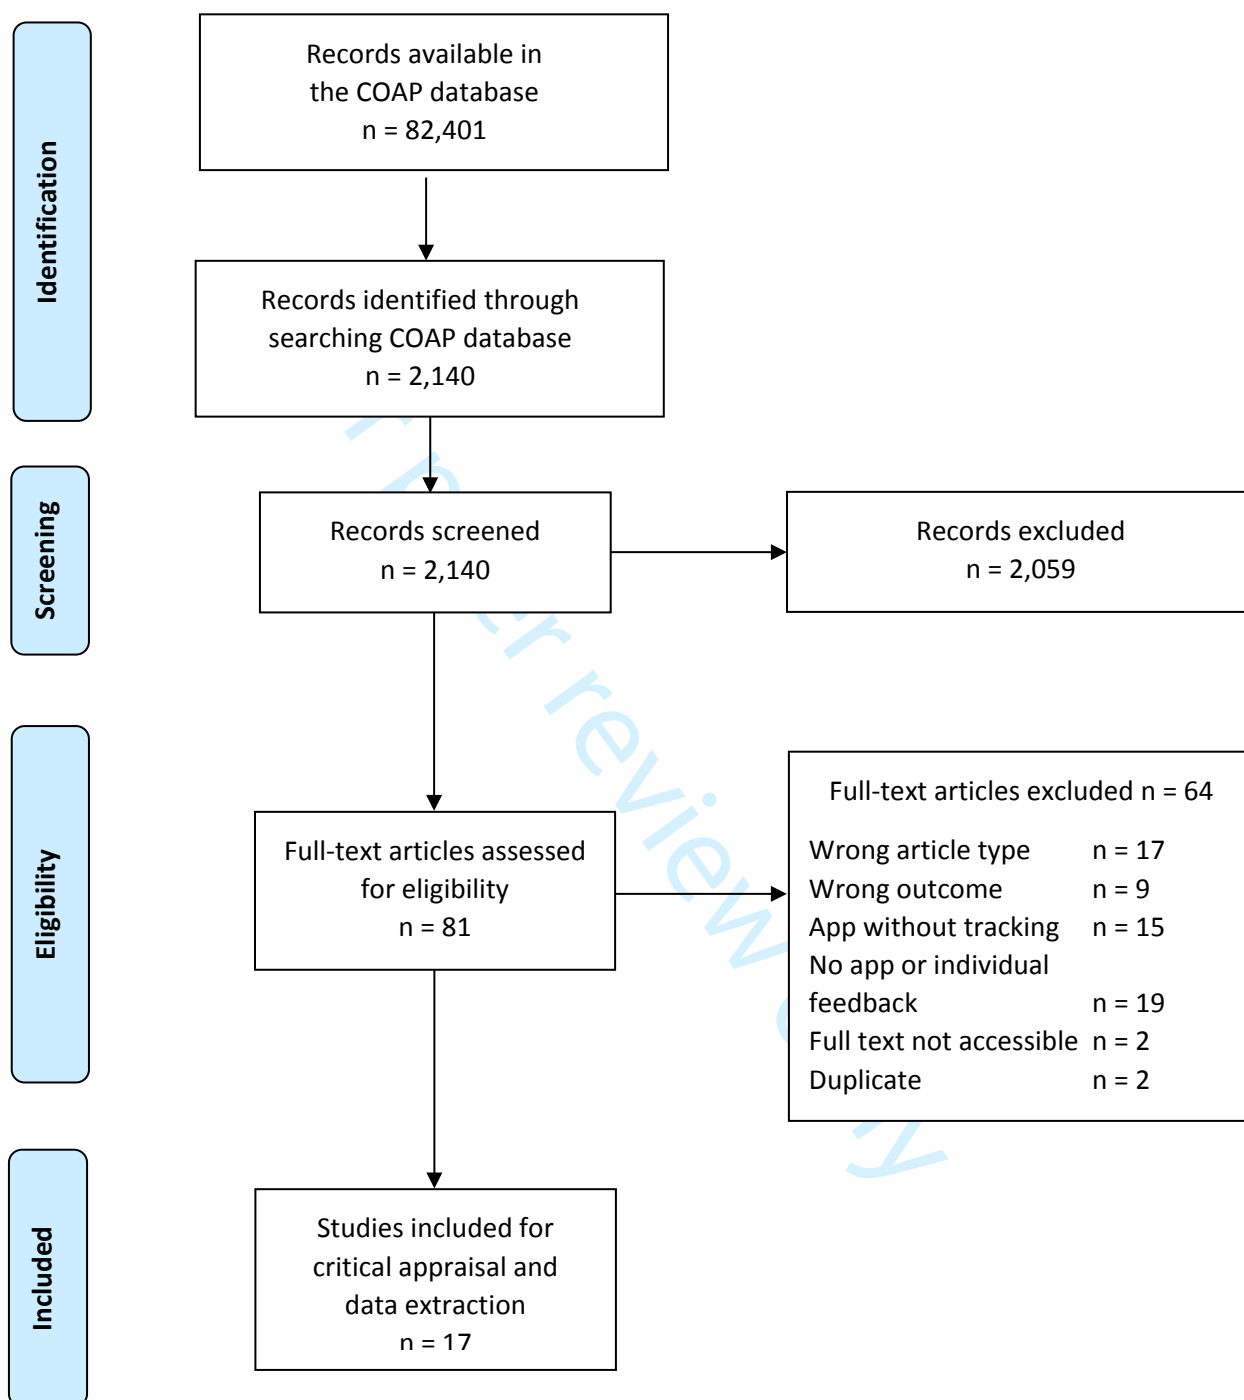 Identification
Records available in
the COAP database
n = 82,401
Records identified through
searching COAP database
n = 2,140
Screening
Records screened
n = 2,140
Records excluded
n = 2,059
Eligibility
Full-text articles assessed
for eligibility
n = 81
Full-text articles excluded n = 64
Wrong article type n = 17
Wrong outcome n = 9
App without tracking n = 15
No app or individual
feedback n = 19
Full text not accessible n = 2
Duplicate n = 2
Included
Studies included for
critical appraisal and
data extraction
n = 17
r review